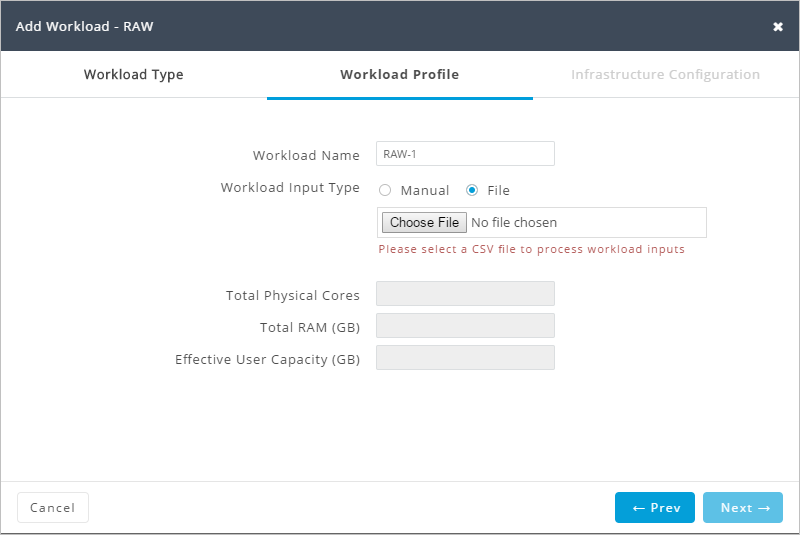 Add Workload - RAW ✖
Workload Type Workload Profile Infrastructure Configuration
Workload Name RAW-1
Workload Input Type Manual File
Choose File No file chosen
Please select a CSV file to process workload inputs
Total Physical Cores
Total RAM (GB)
Effective User Capacity (GB)
Cancel ← Prev Next →